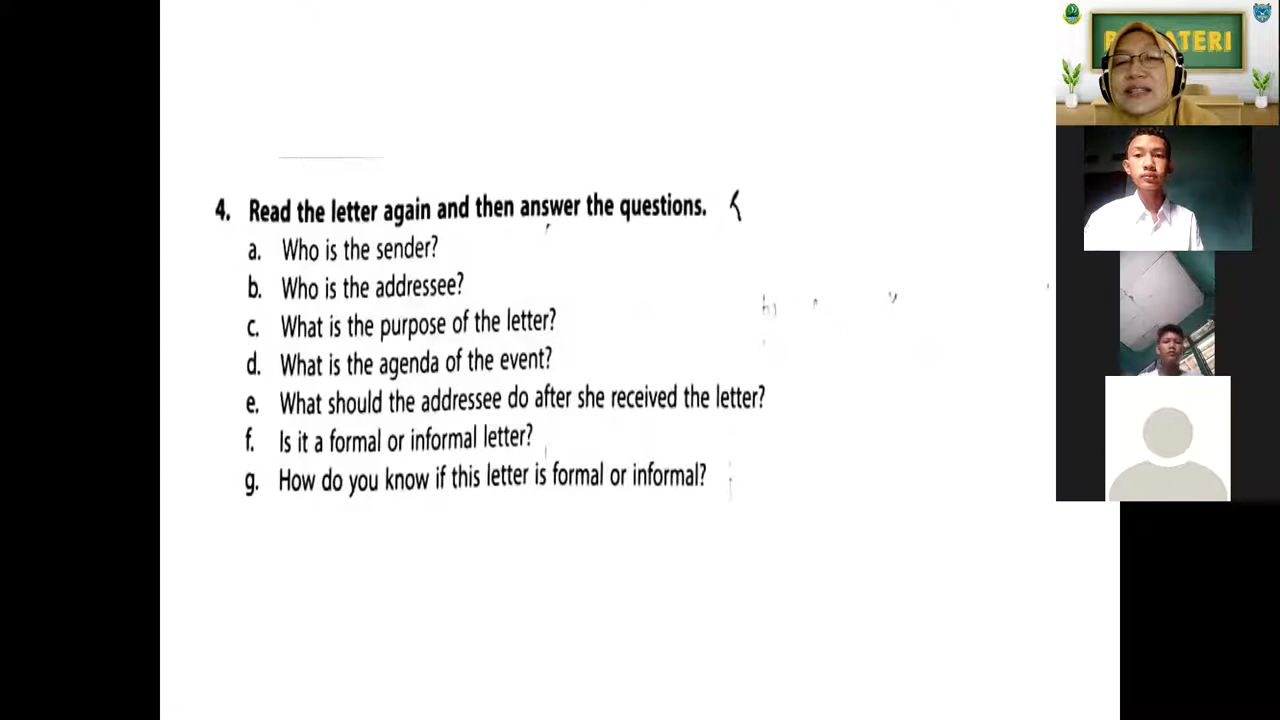 4. Read the letter again and then answer the questions.
a. Who is the sender?
b. Who is the addressee?
c. What is the purpose of the letter?
d. What is the agenda of the event?
e. What should the addressee do after she received the letter?
f. Is it a formal or informal letter?
g. How do you know if this letter is formal or informal?